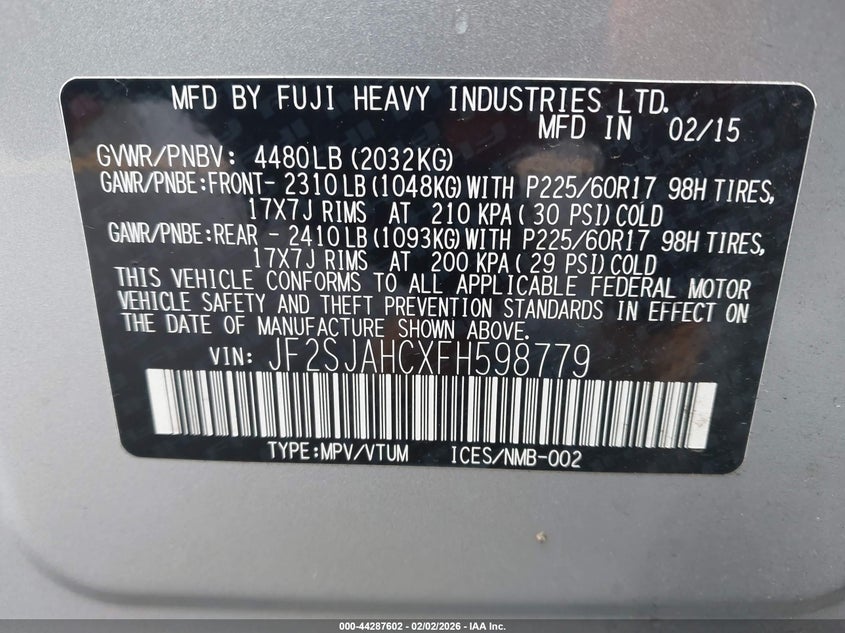 MFD BY FUJI HEAVY INDUSTRIES LTD.
MFD IN 02/15
GVWR/PNBV: 4480LB (2032KG)
GAWR/PNBE:FRONT- 2310LB (1048KG)WITH P225/60R17 98H TIRES,
17X7J RIMS AT 210 KPA( 30 PSI)COLD
GAWR/PNBE:REAR - 2410LB (1093KG)WITH P225/60R17 98H TIRES,
17X7J RIMS AT 200 KPA( 29 PSI)COLD
THIS VEHICLE CONFORMS TO ALL APPLICABLE FEDERAL MOTOR
VEHICLE SAFETY AND THEFT PREVENTION STANDARDS IN EFFECT ON
THE DATE OF MANUFACTURE SHOWN ABOVE.
VIN: JF2SJAHCXFH598779
TYPE:MPV/VTUM ICES/NMB-002
000-44287602 — 02/02/2026 — IAA Inc.